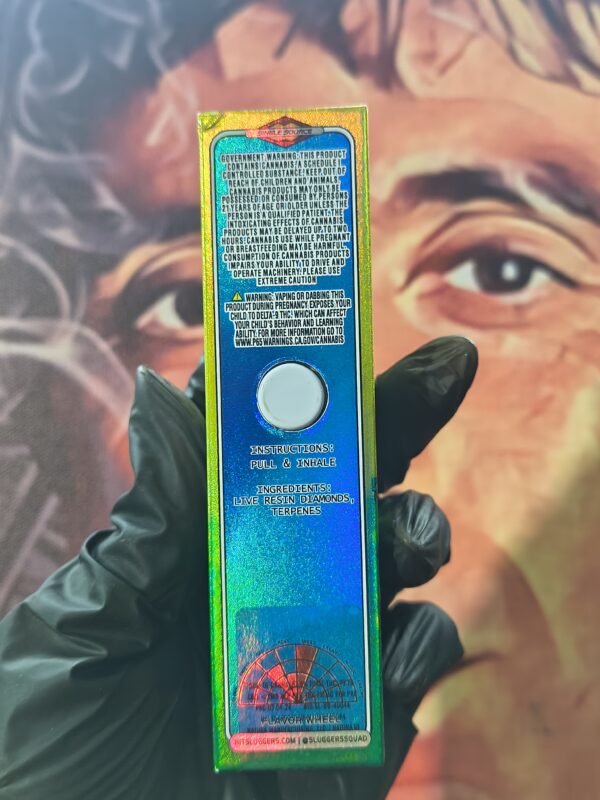 SINGLE SOURCE
GOVERNMENT WARNING: THIS PRODUCT
CONTAINS CANNABIS, A SCHEDULE I
CONTROLLED SUBSTANCE. KEEP OUT OF
REACH OF CHILDREN AND ANIMALS.
CANNABIS PRODUCTS MAY ONLY BE
POSSESSED OR CONSUMED BY PERSONS
21 YEARS OF AGE OR OLDER UNLESS THE
PERSON IS A QUALIFIED PATIENT. THE
INTOXICATING EFFECTS OF CANNABIS
PRODUCTS MAY BE DELAYED UP TO TWO
HOURS. CANNABIS USE WHILE PREGNANT
OR BREASTFEEDING MAY BE HARMFUL.
CONSUMPTION OF CANNABIS PRODUCTS
IMPAIRS YOUR ABILITY TO DRIVE AND
OPERATE MACHINERY. PLEASE USE
EXTREME CAUTION
WARNING: VAPING OR DABBING THIS
PRODUCT DURING PREGNANCY EXPOSES YOUR
CHILD TO DELTA-9 THC, WHICH CAN AFFECT
YOUR CHILD'S BEHAVIOR AND LEARNING
ABILITY. FOR MORE INFORMATION GO TO
WWW.P65WARNINGS.CA.GOV/CANNABIS
INSTRUCTIONS:
PULL & INHALE
INGREDIENTS:
LIVE RESIN DIAMONDS,
TERPENES
FLAVOR WHEEL
HITSLUGGERS.COM | @SLUGGERSSQUAD